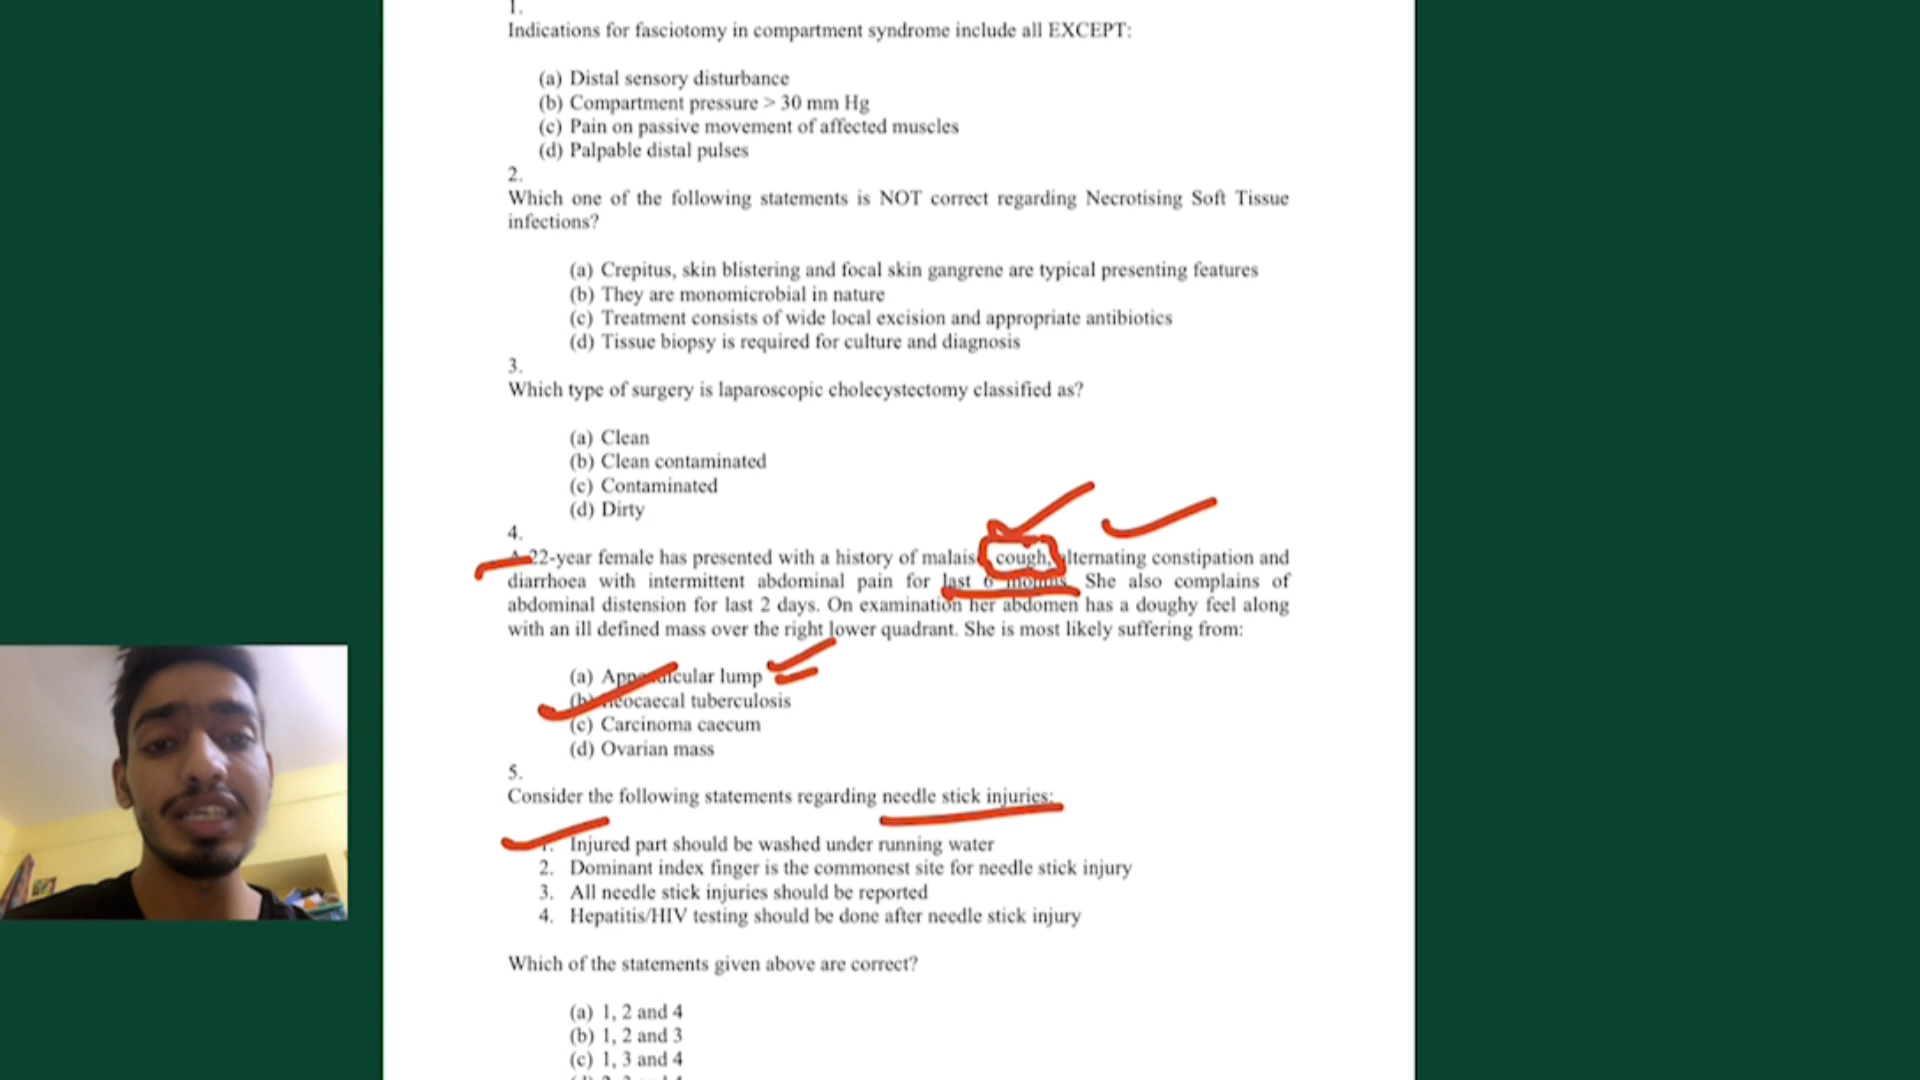 1.
Indications for fasciotomy in compartment syndrome include all EXCEPT:
(a) Distal sensory disturbance
(b) Compartment pressure > 30 mm Hg
(c) Pain on passive movement of affected muscles
(d) Palpable distal pulses
2.
Which one of the following statements is NOT correct regarding Necrotising Soft Tissue
infections?
(a) Crepitus, skin blistering and focal skin gangrene are typical presenting features
(b) They are monomicrobial in nature
(c) Treatment consists of wide local excision and appropriate antibiotics
(d) Tissue biopsy is required for culture and diagnosis
3.
Which type of surgery is laparoscopic cholecystectomy classified as?
(a) Clean
(b) Clean contaminated
(c) Contaminated
(d) Dirty
4.
A 22-year female has presented with a history of malaise, cough, alternating constipation and
diarrhoea with intermittent abdominal pain for last 6 months. She also complains of
abdominal distension for last 2 days. On examination her abdomen has a doughy feel along
with an ill defined mass over the right lower quadrant. She is most likely suffering from:
(a) Appendicular lump
(b) Ileocaecal tuberculosis
(c) Carcinoma caecum
(d) Ovarian mass
5.
Consider the following statements regarding needle stick injuries:
1. Injured part should be washed under running water
2. Dominant index finger is the commonest site for needle stick injury
3. All needle stick injuries should be reported
4. Hepatitis/HIV testing should be done after needle stick injury
Which of the statements given above are correct?
(a) 1, 2 and 4
(b) 1, 2 and 3
(c) 1, 3 and 4